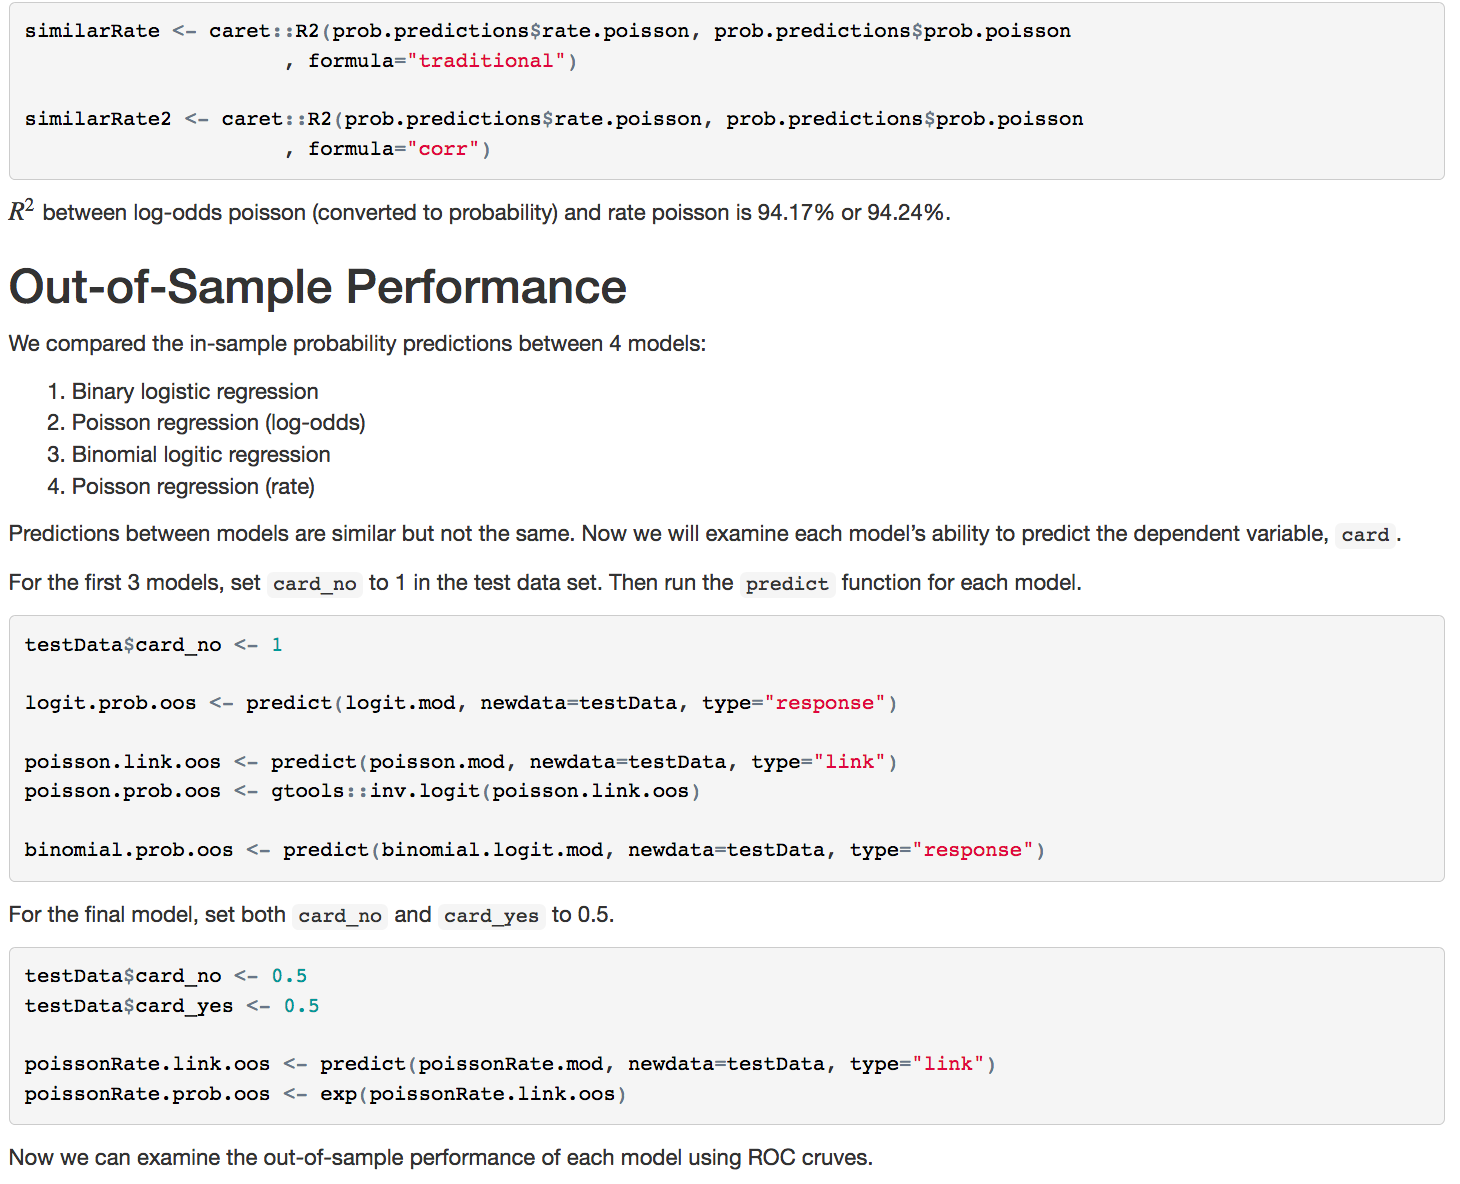 similarRate <- caret::R2(prob.predictions$rate.poisson, prob.predictions$prob.poisson
, formula="traditional")
similarRate2 <- caret::R2(prob.predictions$rate.poisson, prob.predictions$prob.poisson
, formula="corr")
R² between log-odds poisson (converted to probability) and rate poisson is 94.17% or 94.24%.
Out-of-Sample Performance
We compared the in-sample probability predictions between 4 models:
1. Binary logistic regression
2. Poisson regression (log-odds)
3. Binomial logitic regression
4. Poisson regression (rate)
Predictions between models are similar but not the same. Now we will examine each model’s ability to predict the dependent variable, card.
For the first 3 models, set card_no to 1 in the test data set. Then run the predict function for each model.
testData$card_no <- 1
logit.prob.oos <- predict(logit.mod, newdata=testData, type="response")
poisson.link.oos <- predict(poisson.mod, newdata=testData, type="link")
poisson.prob.oos <- gtools::inv.logit(poisson.link.oos)
binomial.prob.oos <- predict(binomial.logit.mod, newdata=testData, type="response")
For the final model, set both card_no and card_yes to 0.5.
testData$card_no <- 0.5
testData$card_yes <- 0.5
poissonRate.link.oos <- predict(poissonRate.mod, newdata=testData, type="link")
poissonRate.prob.oos <- exp(poissonRate.link.oos)
Now we can examine the out-of-sample performance of each model using ROC cruves.